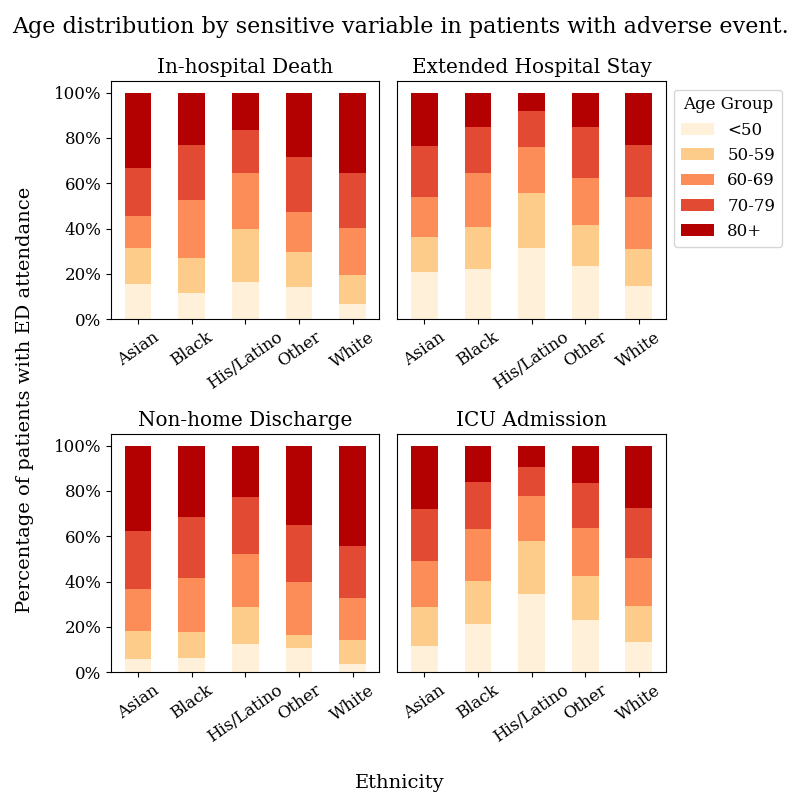 Age distribution by sensitive variable in patients with adverse event.
In-hospital Death
Extended Hospital Stay
100%
80%
60%
40%
20%
0%
Asian
Black
His/Latino
Other
White
Asian
Black
His/Latino
Other
White
Age Group
<50
50-59
60-69
70-79
80+
Percentage of patients with ED attendance
Non-home Discharge
ICU Admission
100%
80%
60%
40%
20%
0%
Asian
Black
His/Latino
Other
White
Asian
Black
His/Latino
Other
White
Ethnicity